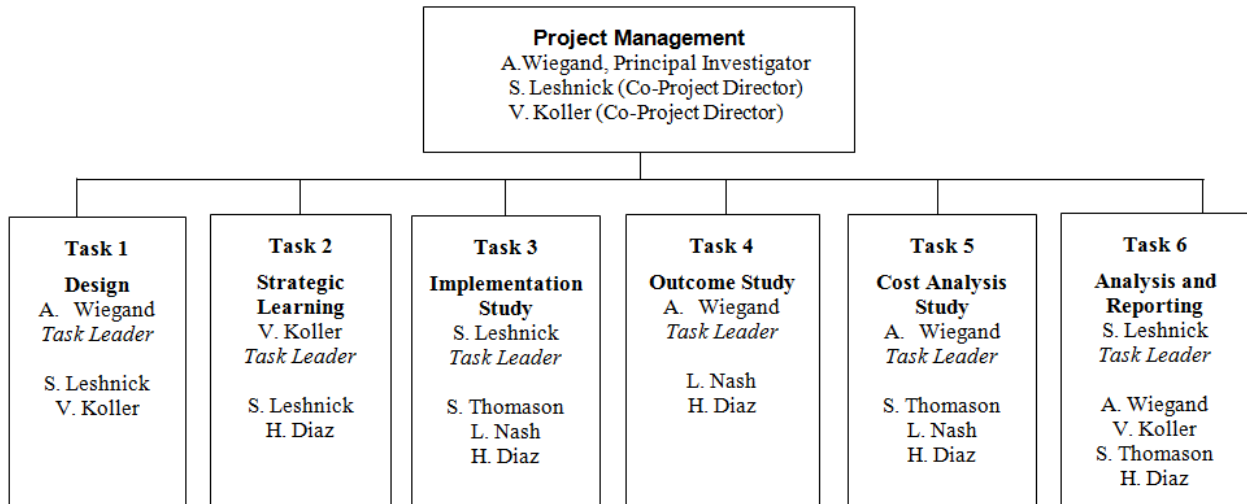 Project Management
A.Wiegand, Principal Investigator
S. Leshnick (Co-Project Director)
V. Koller (Co-Project Director)
Task 1
Design
A. Wiegand
Task Leader
S. Leshnick
V. Koller
Task 2
Strategic
Learning
V. Koller
Task Leader
S. Leshnick
H. Diaz
Task 3
Implementation
Study
S. Leshnick
Task Leader
S. Thomason
L. Nash
H. Diaz
Task 4
Outcome Study
A. Wiegand
Task Leader
L. Nash
H. Diaz
Task 5
Cost Analysis
Study
A. Wiegand
Task Leader
S. Thomason
L. Nash
H. Diaz
Task 6
Analysis and
Reporting
S. Leshnick
Task Leader
A. Wiegand
V. Koller
S. Thomason
H. Diaz